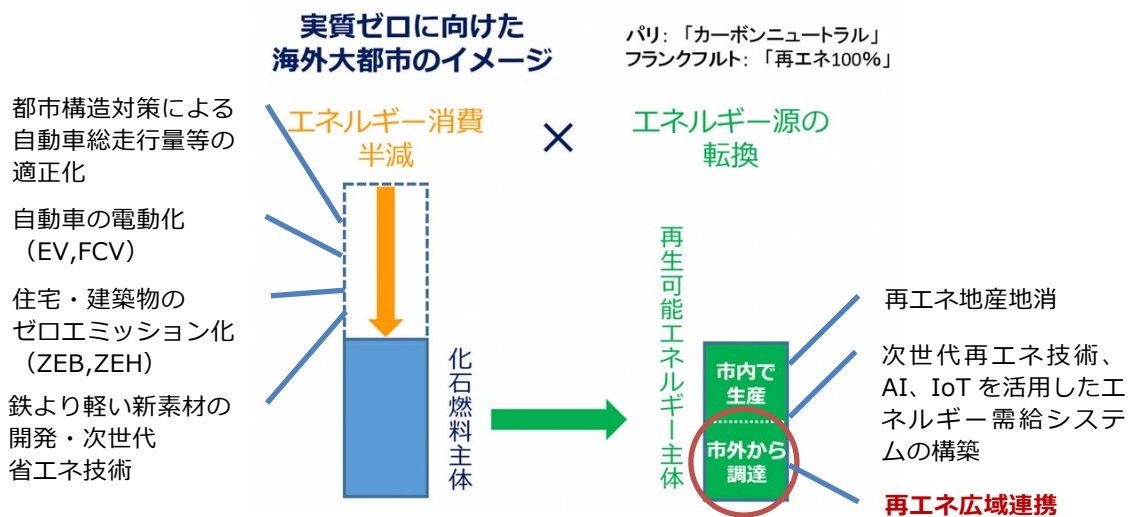 実質ゼロに向けた
海外大都市のイメージ
パリ： 「カーボンニュートラル」
フランクフルト： 「再エネ100％」
エネルギー消費
半減
×
エネルギー源の
転換
都市構造対策による
自動車総走行量等の
適正化
自動車の電動化
（EV,FCV）
住宅・建築物の
ゼロエミッション化
（ZEB,ZEH）
鉄より軽い新素材の
開発・次世代
省エネ技術
化石燃料主体
再生可能エネルギー主体
市内で
生産
市外から
調達
再エネ地産地消
次世代再エネ技術、
AI、IoT を活用したエ
ネルギー需給システ
ムの構築
再エネ広域連携